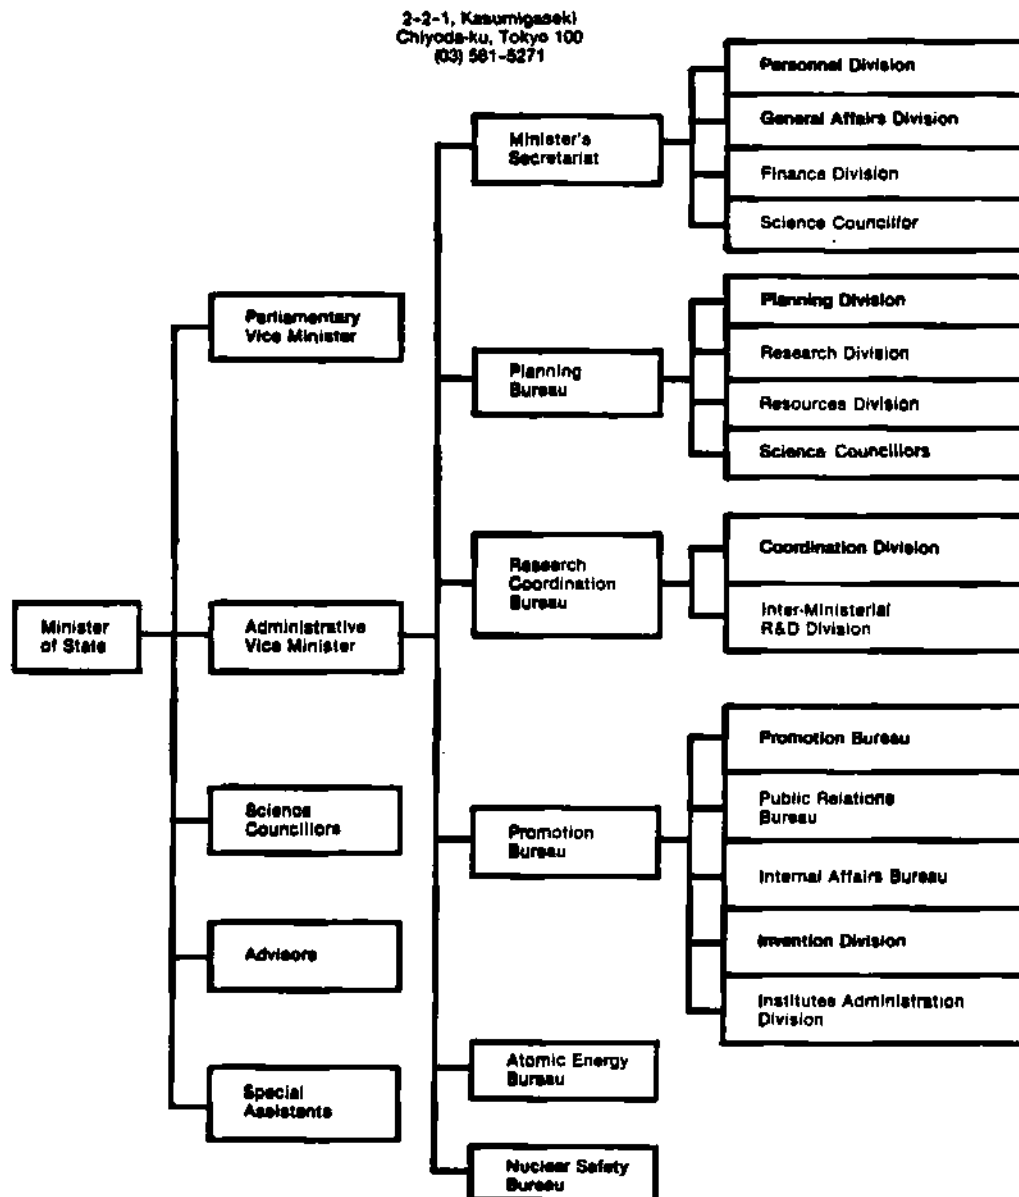 2-2-1, Kasumigaseki
Chiyoda-ku, Tokyo 100
(03) 581-5271
Personnel Division
General Affairs Division
Minister's
Secretariat
Finance Division
Science Councillor
Parliamentary
Vice Minister
Planning Division
Research Division
Planning
Bureau
Resources Division
Science Councillors
Coordination Division
Research
Coordination
Bureau
Inter-Ministerial
R&D Division
Minister
of State
Administrative
Vice Minister
Promotion Bureau
Public Relations
Bureau
Science
Councillors
Promotion
Bureau
Internal Affairs Bureau
Invention Division
Advisors
Institutes Administration
Division
Atomic Energy
Bureau
Special
Assistants
Nuclear Safety
Bureau